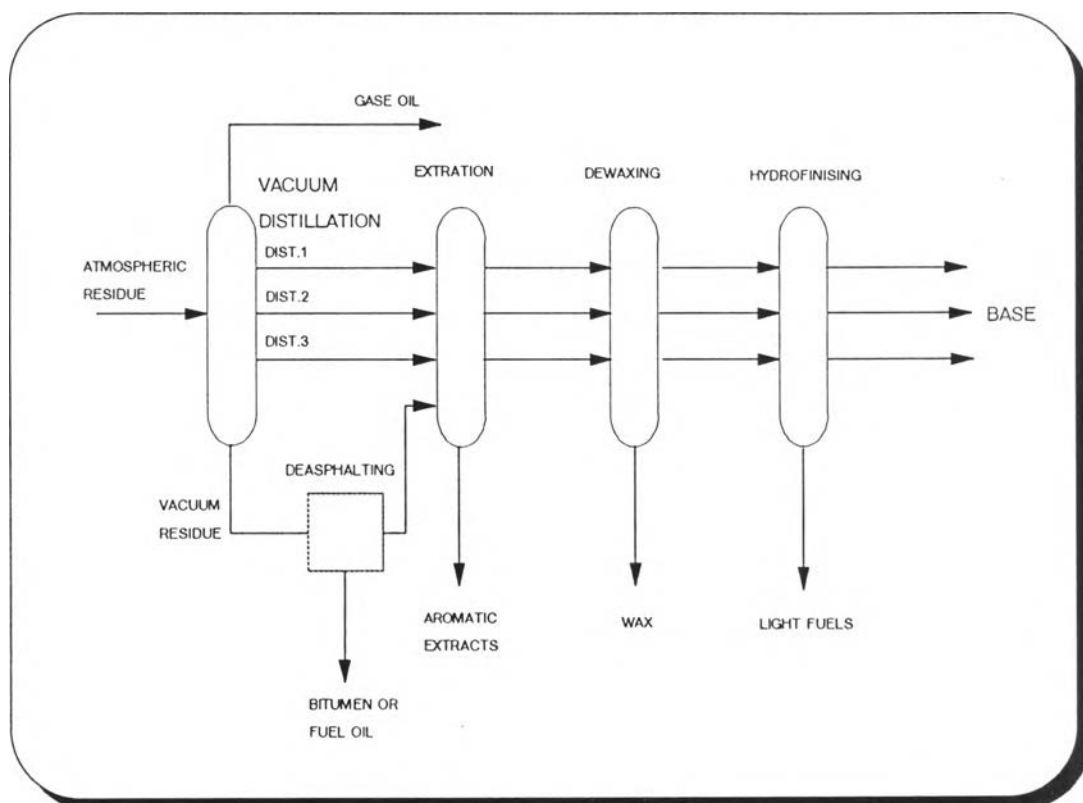 GASE OIL
VACUUM
DISTILLATION
EXTRATION
DEWAXING
HYDROFINISING
ATMOSPHERIC
RESIDUE
DIST.1
DIST.2
DIST.3
BASE
DEASPHALTING
VACUUM
RESIDUE
AROMATIC
EXTRACTS
WAX
LIGHT FUELS
BITUMEN OR
FUEL OIL